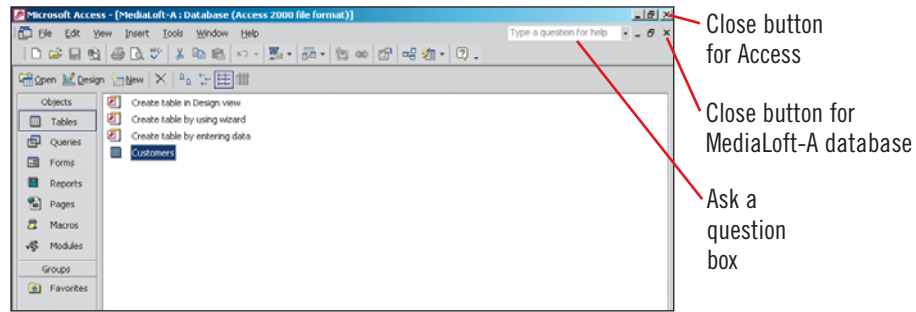 Microsoft Access - [MediaLoft-A : Database (Access 2000 file format)]
File Edit View Insert Tools Window Help
Type a question for help
Open Design New
Objects
Tables
Queries
Forms
Reports
Pages
Macros
Modules
Groups
Favorites
Create table in Design view
Create table by using wizard
Create table by entering data
Customers
Close button
for Access
Close button for
MediaLoft-A database
Ask a
question
box